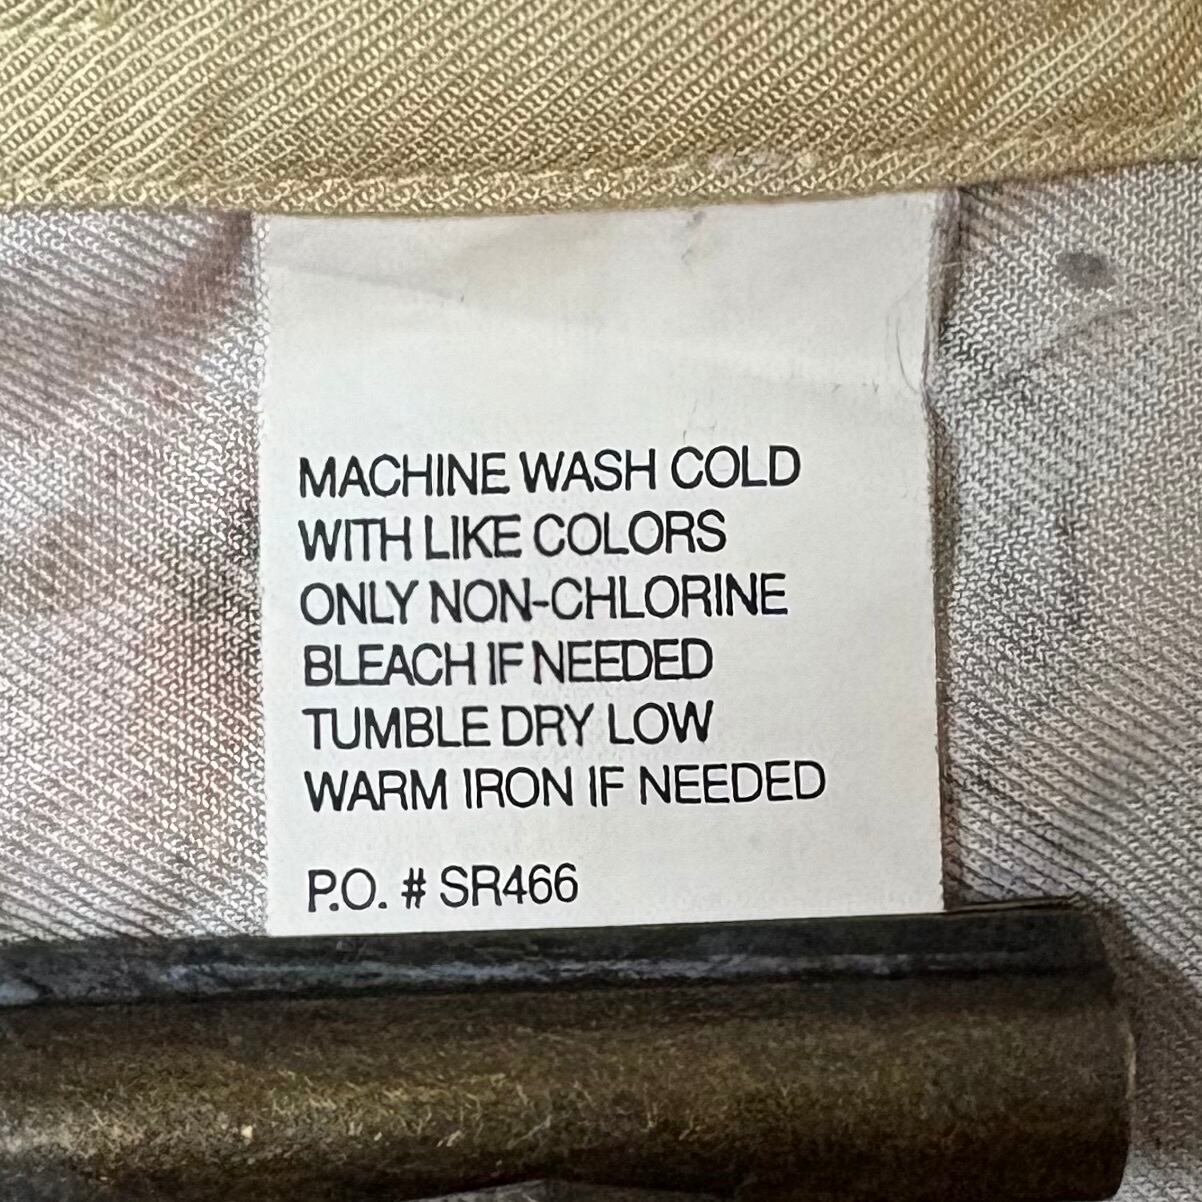 MACHINE WASH COLD
WITH LIKE COLORS
ONLY NON-CHLORINE
BLEACH IF NEEDED
TUMBLE DRY LOW
WARM IRON IF NEEDED
P.O. # SR466